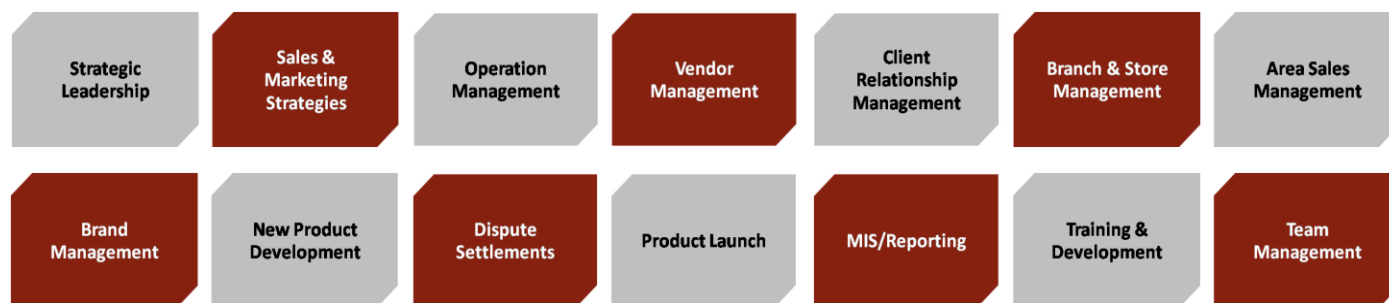 Strategic
Leadership
Sales &
Marketing
Strategies
Operation
Management
Vendor
Management
Client
Relationship
Management
Branch & Store
Management
Area Sales
Management
Brand
Management
New Product
Development
Dispute
Settlements
Product Launch
MIS/Reporting
Training &
Development
Team
Management